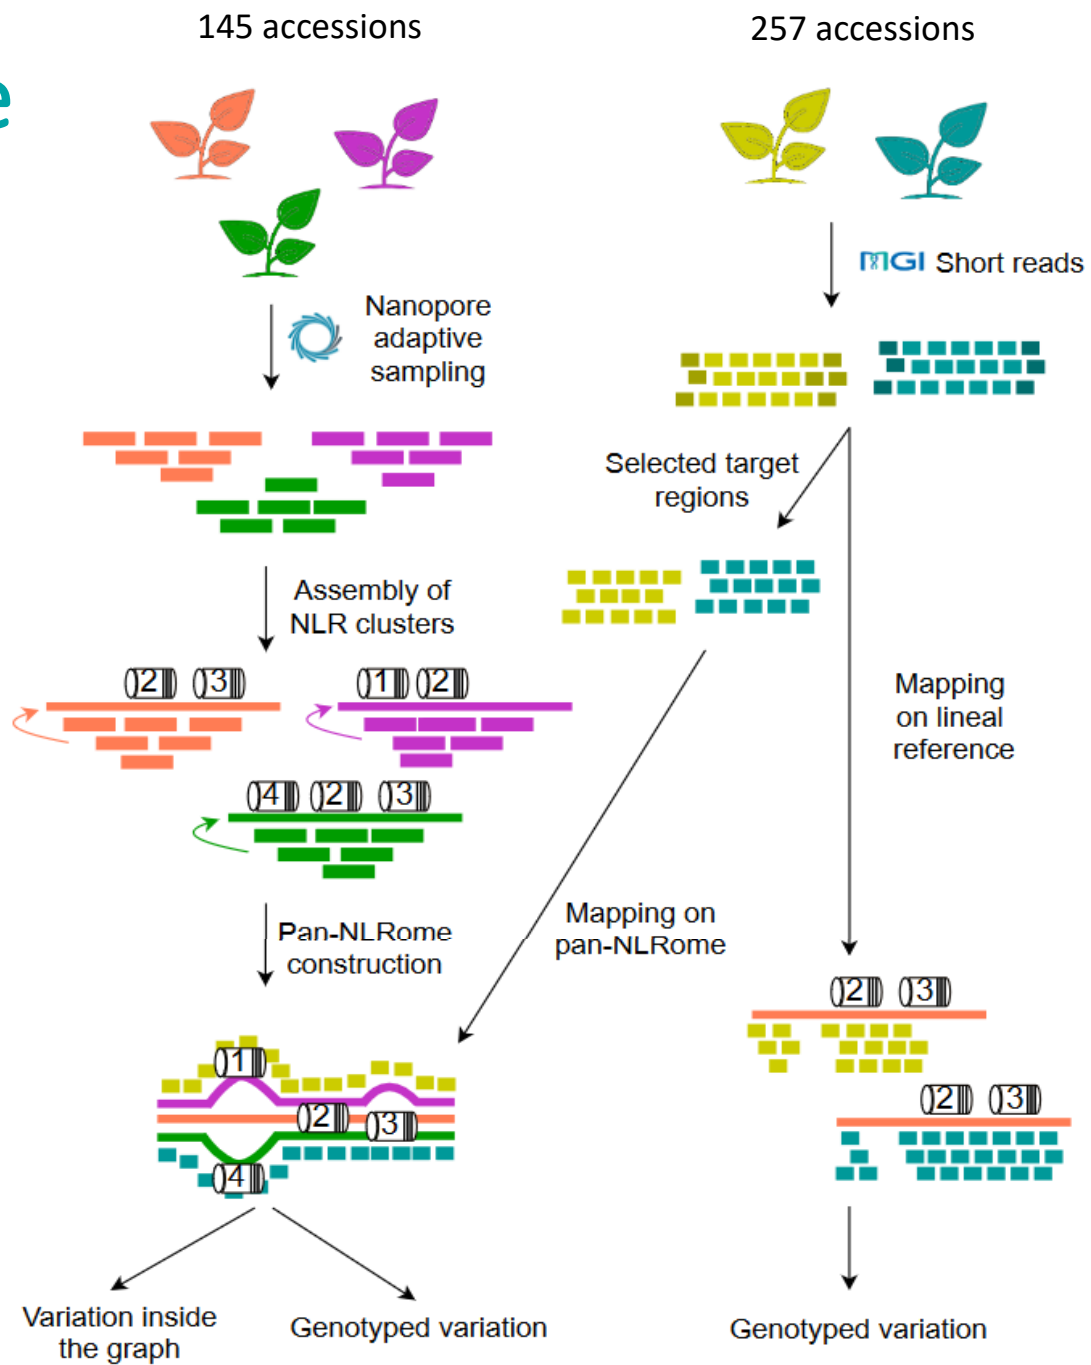 145 accessions
257 accessions
e
MGI Short reads
Nanopore
adaptive
sampling
Selected target
regions
Assembly of
NLR clusters
2 3
1 2
Mapping
on lineal
reference
4 2 3
Pan-NLRome
construction
Mapping on
pan-NLRome
2 3
1
2
3
4
2 3
Variation inside
the graph
Genotyped variation
Genotyped variation